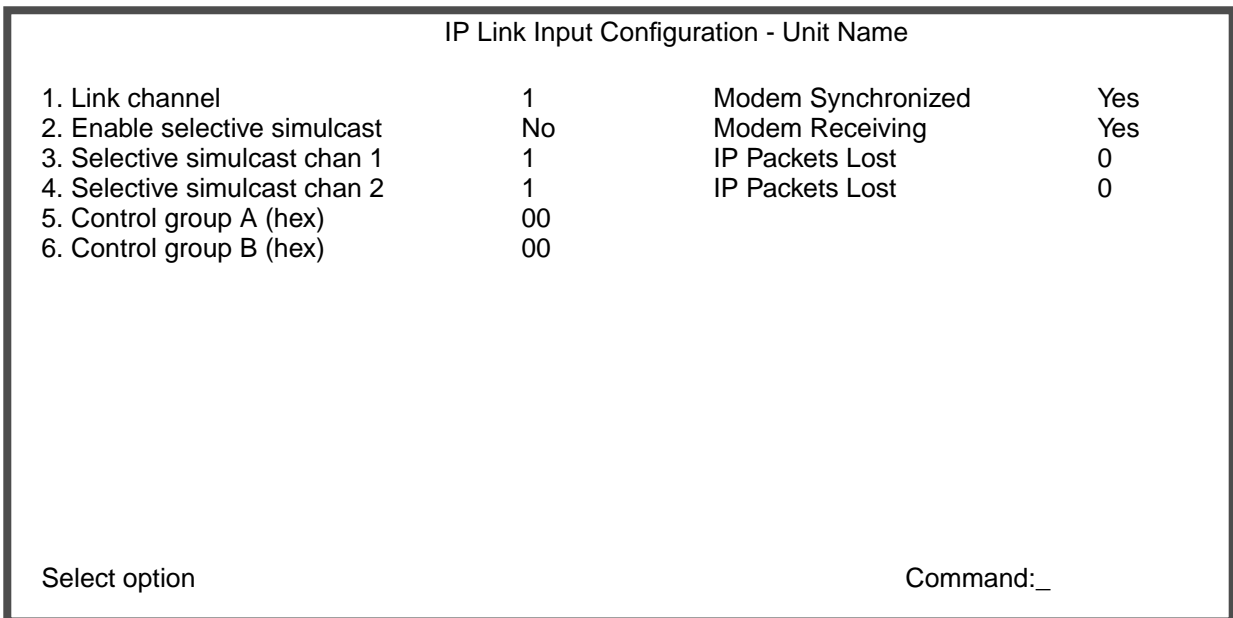 IP Link Input Configuration - Unit Name
1. Link channel 1 Modem Synchronized Yes
2. Enable selective simulcast No Modem Receiving Yes
3. Selective simulcast chan 1 1 IP Packets Lost 0
4. Selective simulcast chan 2 1 IP Packets Lost 0
5. Control group A (hex) 00
6. Control group B (hex) 00
Select option Command:_